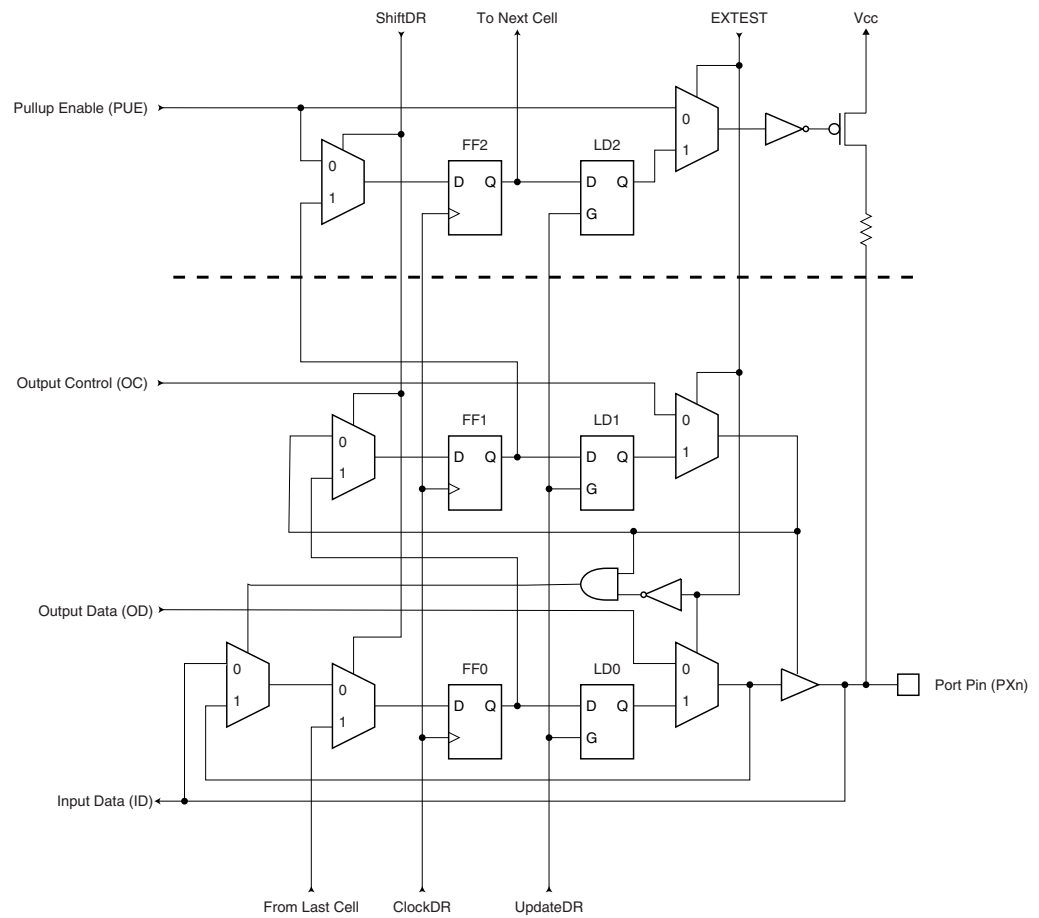 ShiftDR
To Next Cell
EXTEST
Vcc
Pullup Enable (PUE)
0
1
FF2
D Q
LD2
D Q
G
0
1
Output Control (OC)
0
1
FF1
D Q
LD1
D Q
G
0
1
Output Data (OD)
0
1
0
1
FF0
D Q
LD0
D Q
G
0
1
Port Pin (PXn)
Input Data (ID)
From Last Cell
ClockDR
UpdateDR